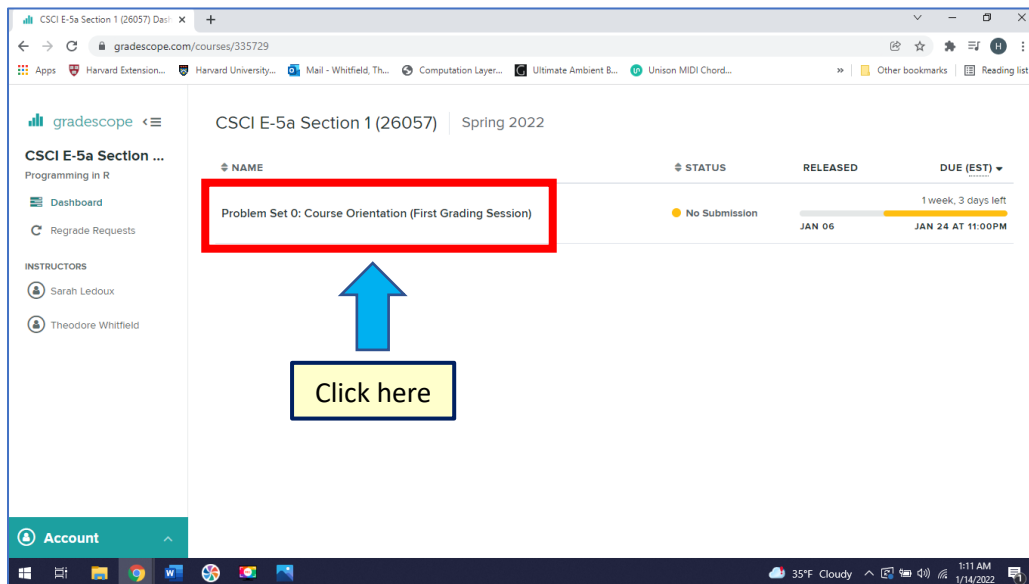 CSCI E-5a Section 1 (26057) Dash
gradescope.com/courses/335729
H
Apps Harvard Extension... Harvard University... Mail - Whitfield, Th... Computation Layer... Ultimate Ambient B... Unison MIDI Chord... » Other bookmarks Reading list
gradescope
CSCI E-5a Section 1 (26057) Spring 2022
CSCI E-5a Section ...
Programming in R
NAME STATUS RELEASED DUE (EST)
Dashboard
Regrade Requests
Problem Set 0: Course Orientation (First Grading Session) No Submission
1 week, 3 days left
JAN 06 JAN 24 AT 11:00PM
INSTRUCTORS
Sarah Ledoux
Theodore Whitfield
Click here
Account
35°F Cloudy
1:11 AM
1/14/2022